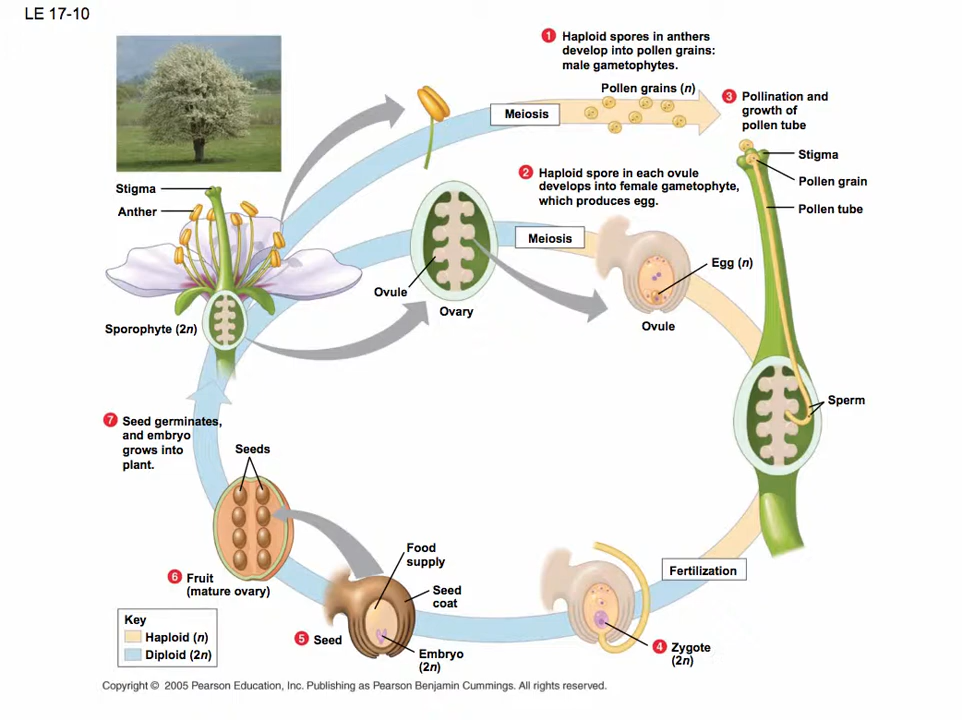 LE 17-10
1 Haploid spores in anthers
develop into pollen grains:
male gametophytes.
Pollen grains (n)
Meiosis
3 Pollination and
growth of
pollen tube
Stigma
Pollen grain
Pollen tube
2 Haploid spore in each ovule
develops into female gametophyte,
which produces egg.
Meiosis
Egg (n)
Ovule
Stigma
Anther
Sporophyte (2n)
Ovule
Ovary
Sperm
7 Seed germinates,
and embryo
grows into
plant.
Seeds
6 Fruit
(mature ovary)
Food
supply
Seed
coat
5 Seed
Embryo
(2n)
Fertilization
4 Zygote
(2n)
Key
Haploid (n)
Diploid (2n)
Copyright © 2005 Pearson Education, Inc. Publishing as Pearson Benjamin Cummings. All rights reserved.